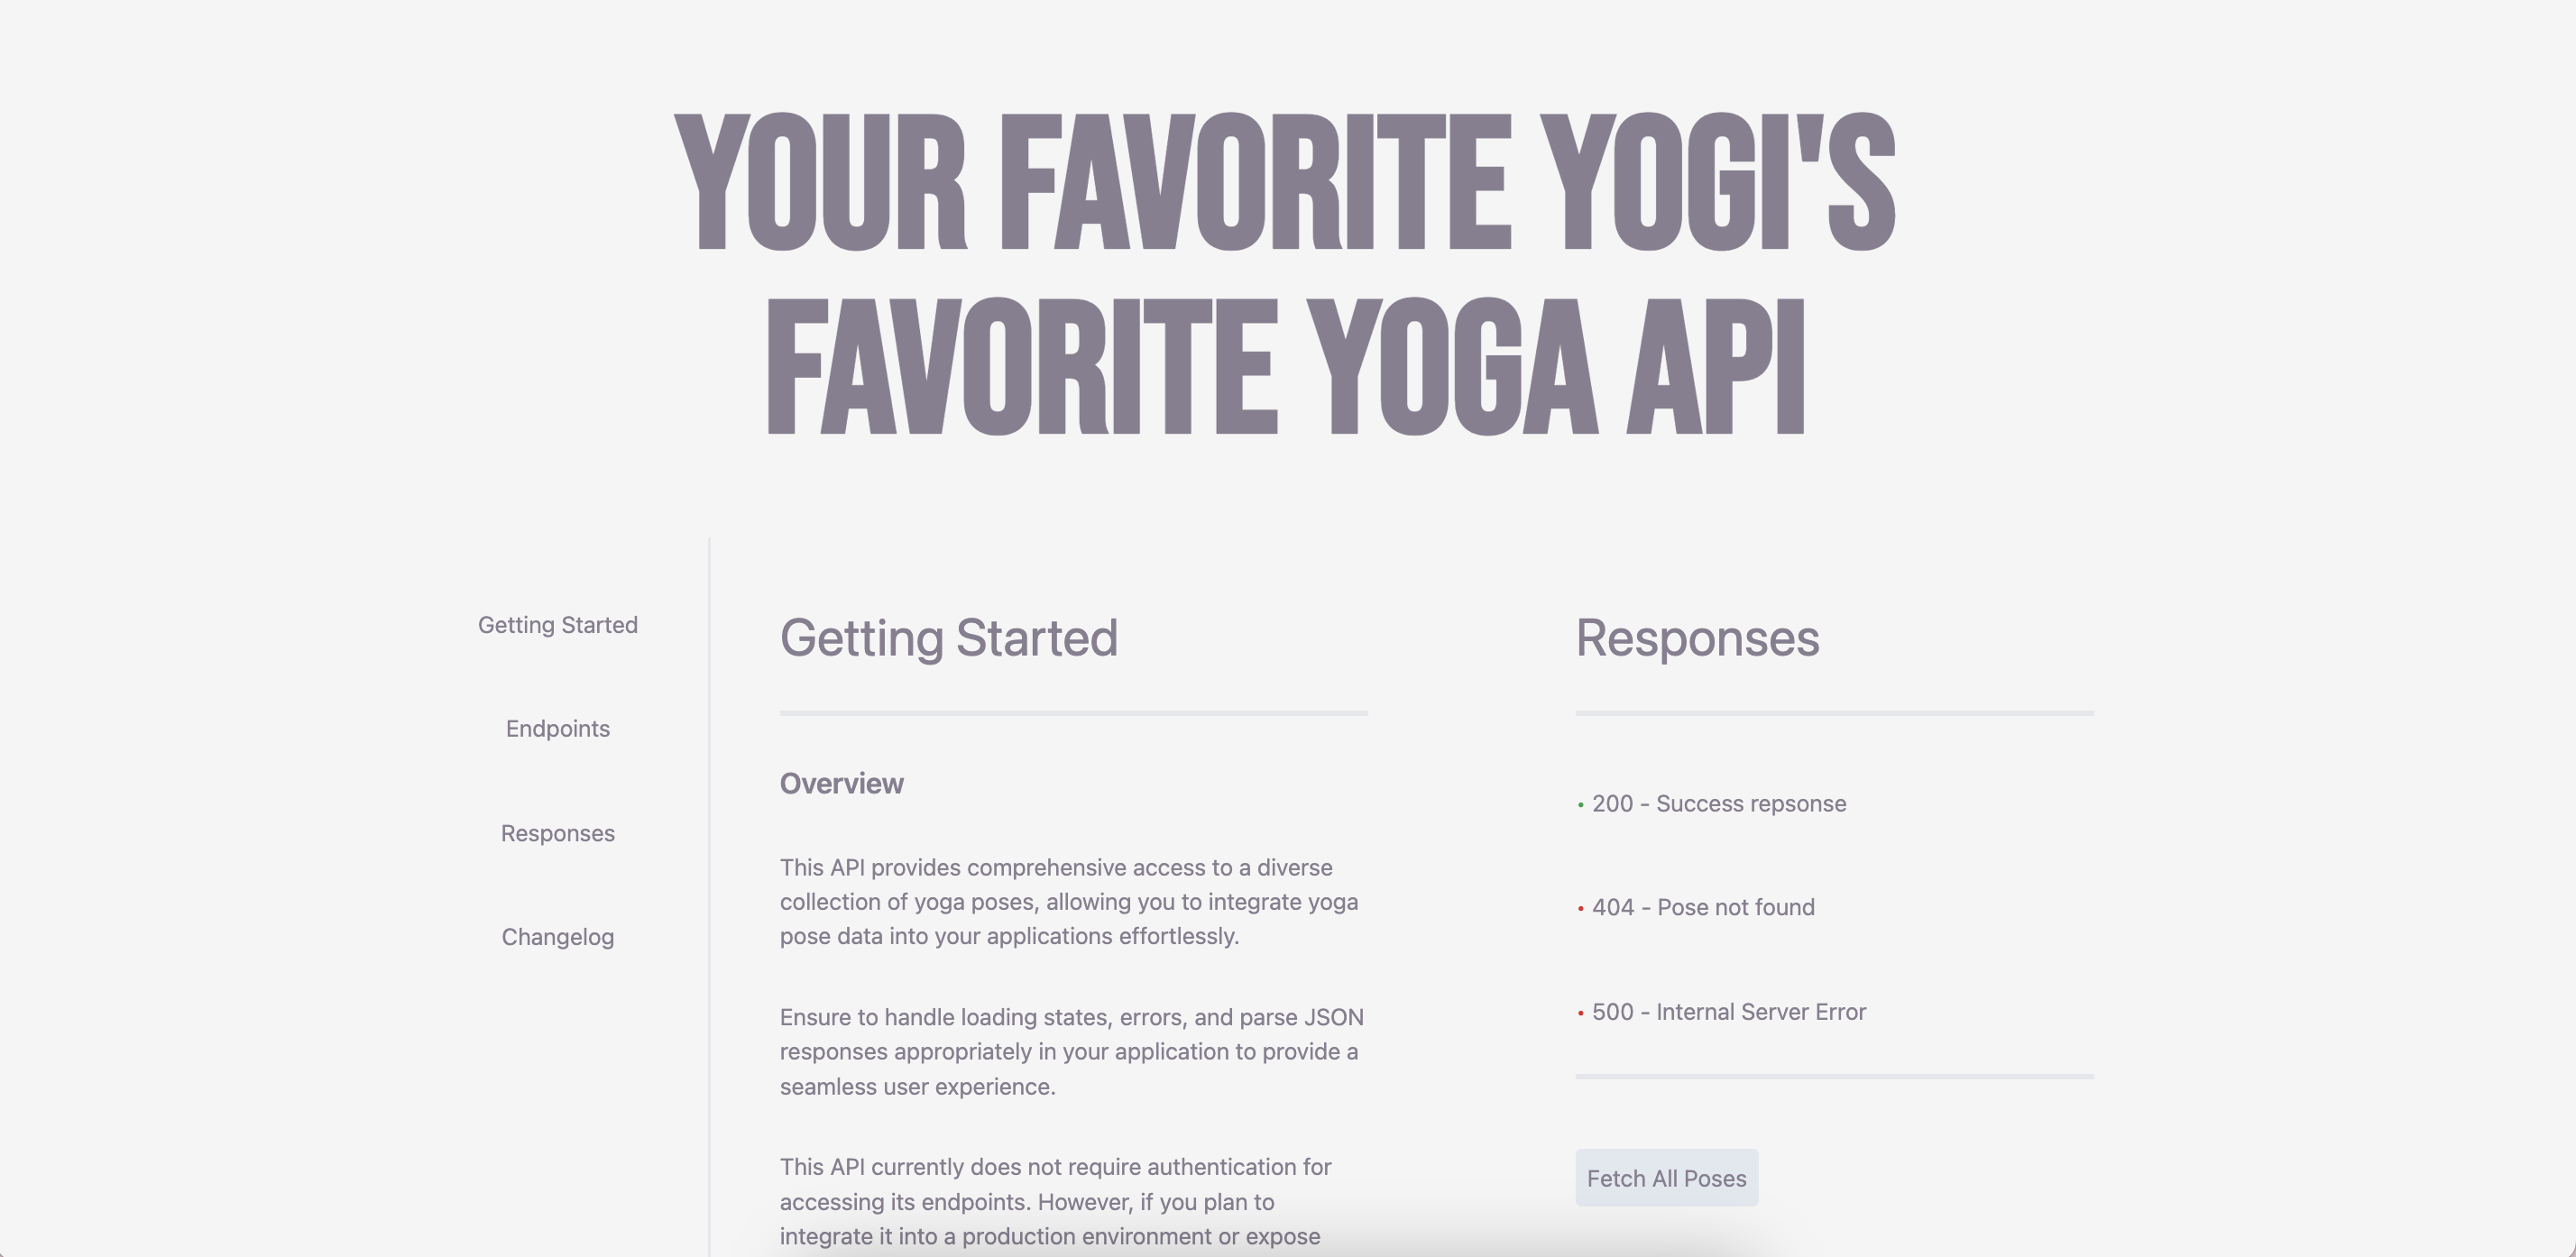 YOUR FAVORITE YOGI'S
FAVORITE YOGA API
Getting Started
Endpoints
Responses
Changelog
Getting Started
Overview
This API provides comprehensive access to a diverse
collection of yoga poses, allowing you to integrate yoga
pose data into your applications effortlessly.
Ensure to handle loading states, errors, and parse JSON
responses appropriately in your application to provide a
seamless user experience.
This API currently does not require authentication for
accessing its endpoints. However, if you plan to
integrate it into a production environment or expose
Responses
• 200 - Success repsonse
• 404 - Pose not found
• 500 - Internal Server Error
Fetch All Poses